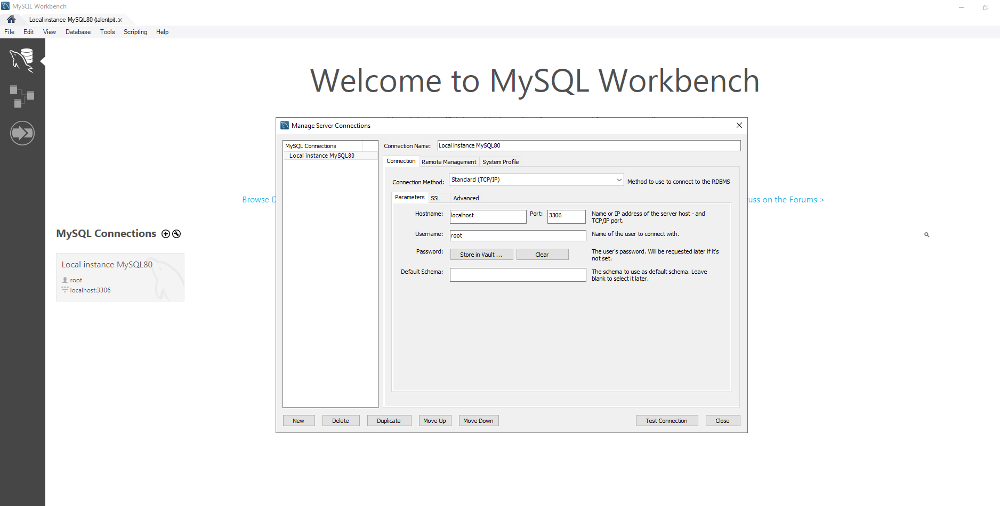 MySQL Workbench
Local instance MySQL80 (talentpit... x
File Edit View Database Tools Scripting Help
Welcome to MySQL Workbench
Manage Server Connections
MySQL Connections
Local instance MySQL80
Connection Name: Local instance MySQL80
Connection Remote Management System Profile
Connection Method: Standard (TCP/IP) Method to use to connect to the RDBMS
Parameters SSL Advanced
Hostname: localhost Port: 3306 Name or IP address of the server host - and
TCP/IP port.
Username: root Name of the user to connect with.
Password: Store in Vault ... Clear The user's password. Will be requested later if it's
not set.
Default Schema: The schema to use as default schema. Leave
blank to select it later.
New Delete Duplicate Move Up Move Down Test Connection Close
Browse D
uss on the Forums >
MySQL Connections
Local instance MySQL80
root
localhost:3306